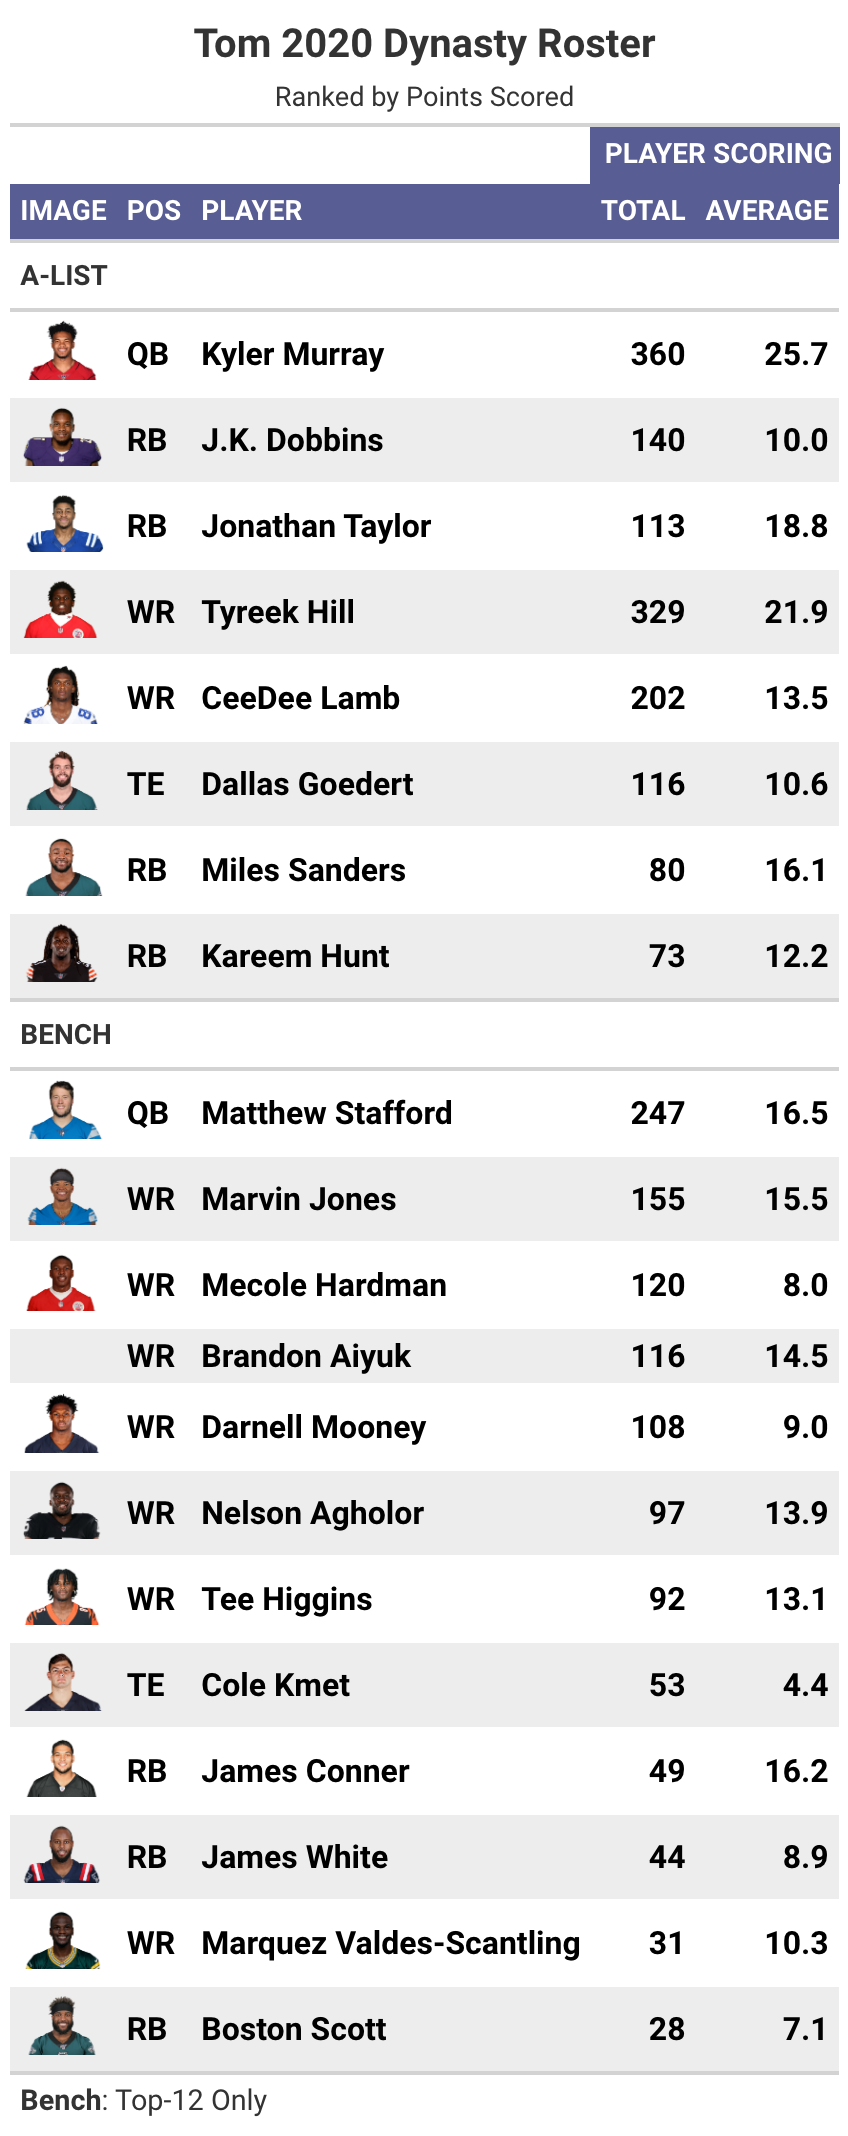 Tom 2020 Dynasty Roster
Ranked by Points Scored
PLAYER SCORING
IMAGE POS PLAYER TOTAL AVERAGE
A-LIST
QB Kyler Murray 360 25.7
RB J.K. Dobbins 140 10.0
RB Jonathan Taylor 113 18.8
WR Tyreek Hill 329 21.9
WR CeeDee Lamb 202 13.5
TE Dallas Goedert 116 10.6
RB Miles Sanders 80 16.1
RB Kareem Hunt 73 12.2
BENCH
QB Matthew Stafford 247 16.5
WR Marvin Jones 155 15.5
WR Mecole Hardman 120 8.0
WR Brandon Aiyuk 116 14.5
WR Darnell Mooney 108 9.0
WR Nelson Agholor 97 13.9
WR Tee Higgins 92 13.1
TE Cole Kmet 53 4.4
RB James Conner 49 16.2
RB James White 44 8.9
WR Marquez Valdes-Scantling 31 10.3
RB Boston Scott 28 7.1
Bench: Top-12 Only